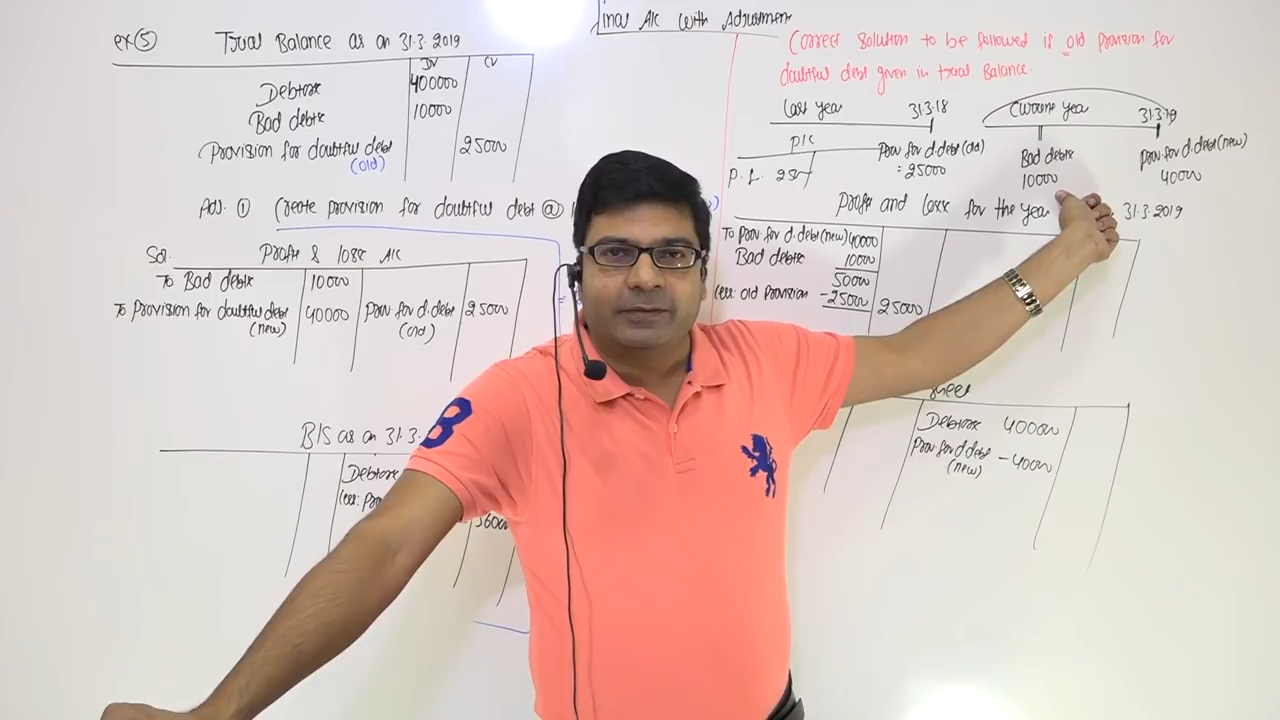 Final A/C with Adjustment
ex(5) Trial Balance as on 31.3.2019
Dr Cr
Debtors 400000
Bad debts 10000
Provision for doubtful debt 25000
(old)
Adj. ① Create provision for doubtful debt @
Sol. Profit & loss A/C
To Bad debts 10000
To Provision for doubtful debt 40000 Prov. for d. debt 25000
(new) (old)
B/S as on 31.3.
Debtors
Less: Pro
Correct solution to be followed is old provision for
doubtful debt given in trial Balance.
Last year 31.3.18 Current year 31.3.19
P/L Prov. for d. debt (old) Bad debts Prov. for d. debt (new)
= 25000 10000 40000
Profit and loss for the year 31.3.2019
To prov. for d. debt (new) 40000
Bad debts 10000
50000
Less: old provision - 25000 25000
sheet
Debtors 400000
Prov. for d. debt - 40000
(new)
8